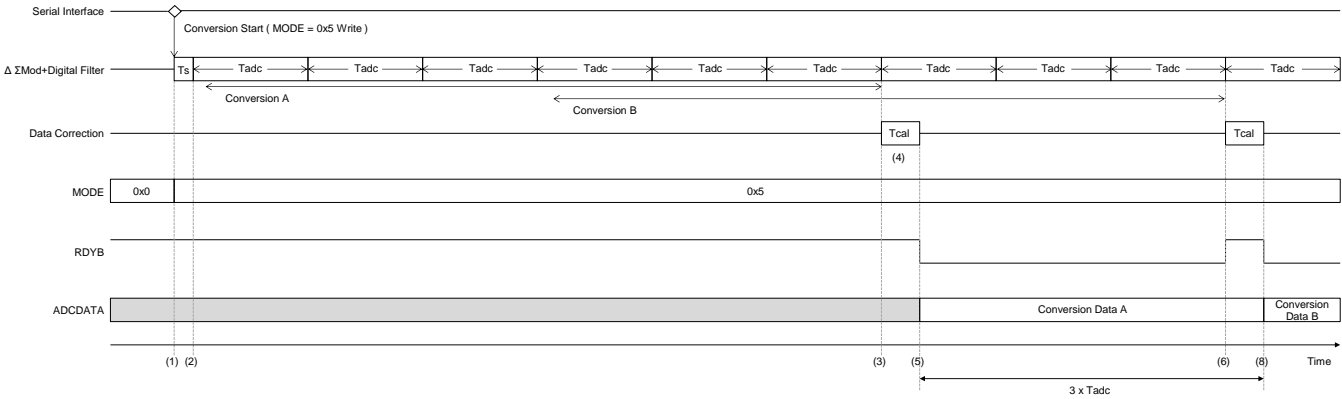 Serial Interface
Conversion Start ( MODE = 0x5 Write )
Δ ΣMod+Digital Filter
Ts
Tadc
Tadc
Tadc
Tadc
Tadc
Tadc
Tadc
Tadc
Tadc
Tadc
Conversion A
Conversion B
Data Correction
Tcal
Tcal
(4)
MODE
0x0
0x5
RDYB
ADCDATA
Conversion Data A
Conversion
Data B
(1)
(2)
(3)
(5)
(6)
(8)
Time
3 x Tadc